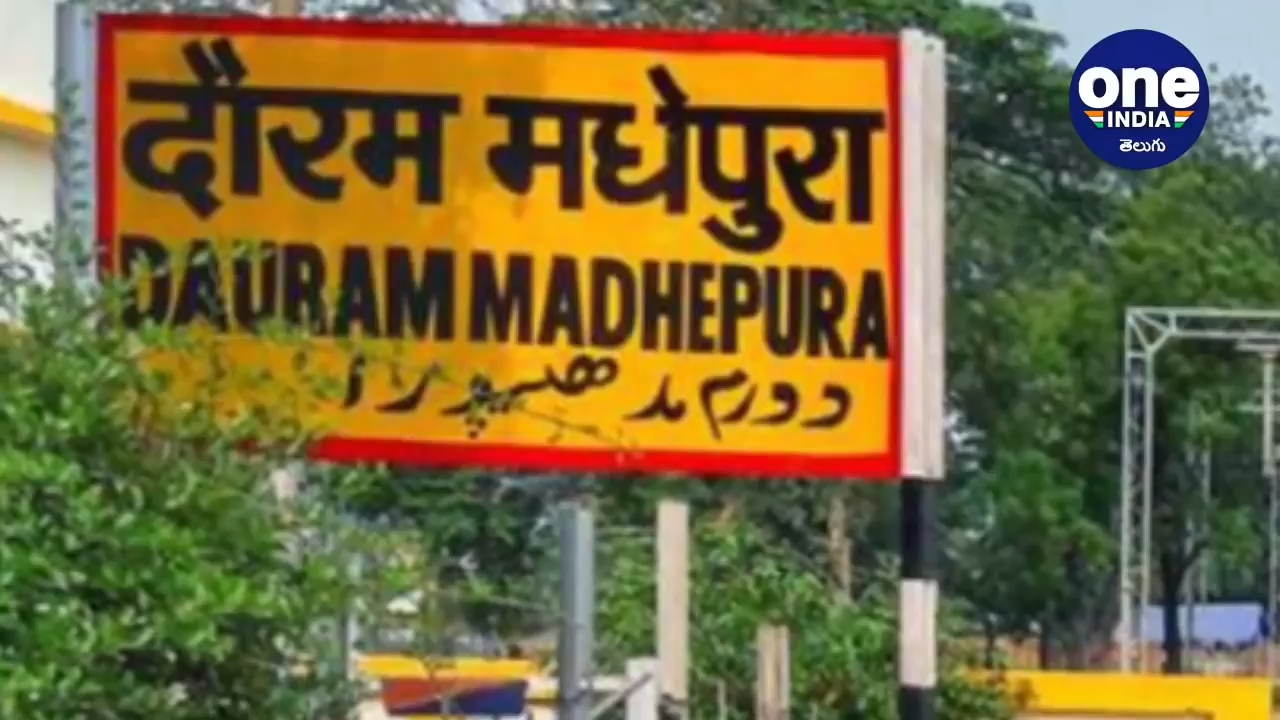 दौरम मधेपुरा
DAURAM MADHEPURA
دورم مدھیپورا
one
INDIA
తెలుగు